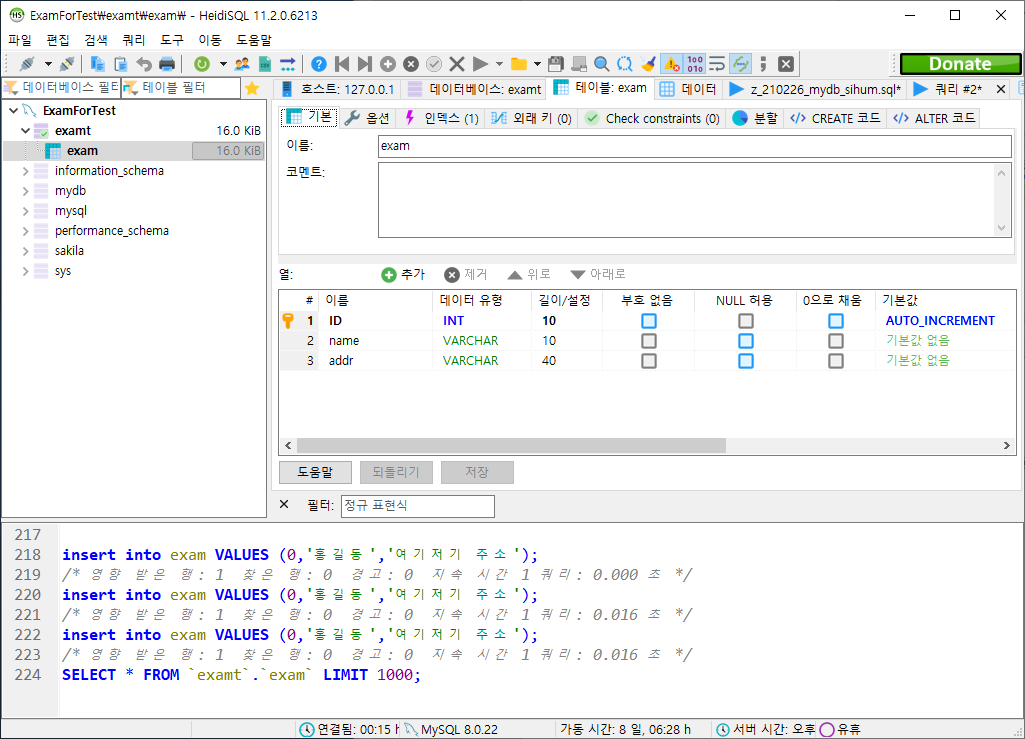 ExamForTest￦examt￦exam￦ - HeidiSQL 11.2.0.6213
파일 편집 검색 쿼리 도구 이동 도움말
Donate
데이터베이스 필터 테이블 필터
호스트: 127.0.0.1 데이터베이스: examt 테이블: exam 데이터 z_210226_mydb_sihum.sql* 쿼리 #2*
ExamForTest
examt 16.0 KiB
exam 16.0 KiB
information_schema
mydb
mysql
performance_schema
sakila
sys
기본 옵션 인덱스 (1) 외래 키 (0) Check constraints (0) 분할 CREATE 코드 ALTER 코드
이름: exam
코멘트:
열: 추가 제거 위로 아래로
# 이름 데이터 유형 길이/설정 부호 없음 NULL 허용 0으로 채움 기본값
1 ID INT 10 AUTO_INCREMENT
2 name VARCHAR 10 기본값 없음
3 addr VARCHAR 40 기본값 없음
도움말 되돌리기 저장
필터: 정규 표현식
217
218 insert into exam VALUES (0,'홍길동','여기저기 주소');
219 /* 영향 받은 행: 1 찾은 행: 0 경고: 0 지속 시간 1 쿼리: 0.000 초 */
220 insert into exam VALUES (0,'홍길동','여기저기 주소');
221 /* 영향 받은 행: 1 찾은 행: 0 경고: 0 지속 시간 1 쿼리: 0.016 초 */
222 insert into exam VALUES (0,'홍길동','여기저기 주소');
223 /* 영향 받은 행: 1 찾은 행: 0 경고: 0 지속 시간 1 쿼리: 0.016 초 */
224 SELECT * FROM `examt`.`exam` LIMIT 1000;
연결됨: 00:15 h MySQL 8.0.22 가동 시간: 8 일, 06:28 h 서버 시간: 오후 유휴